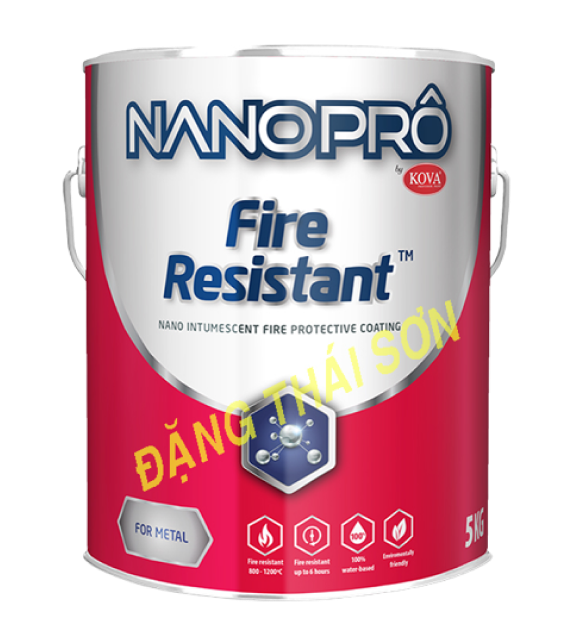 NANOPRÔ
by KOVA®
Fire
Resistant™
NANO INTUMESCENT FIRE PROTECTIVE COATING
ĐẶNG THÁI SƠN
FOR METAL
100%
Fire resistant
800 - 1200°C
Fire resistant
up to 6 hours
100%
water-based
Environmentally
friendly
5KG